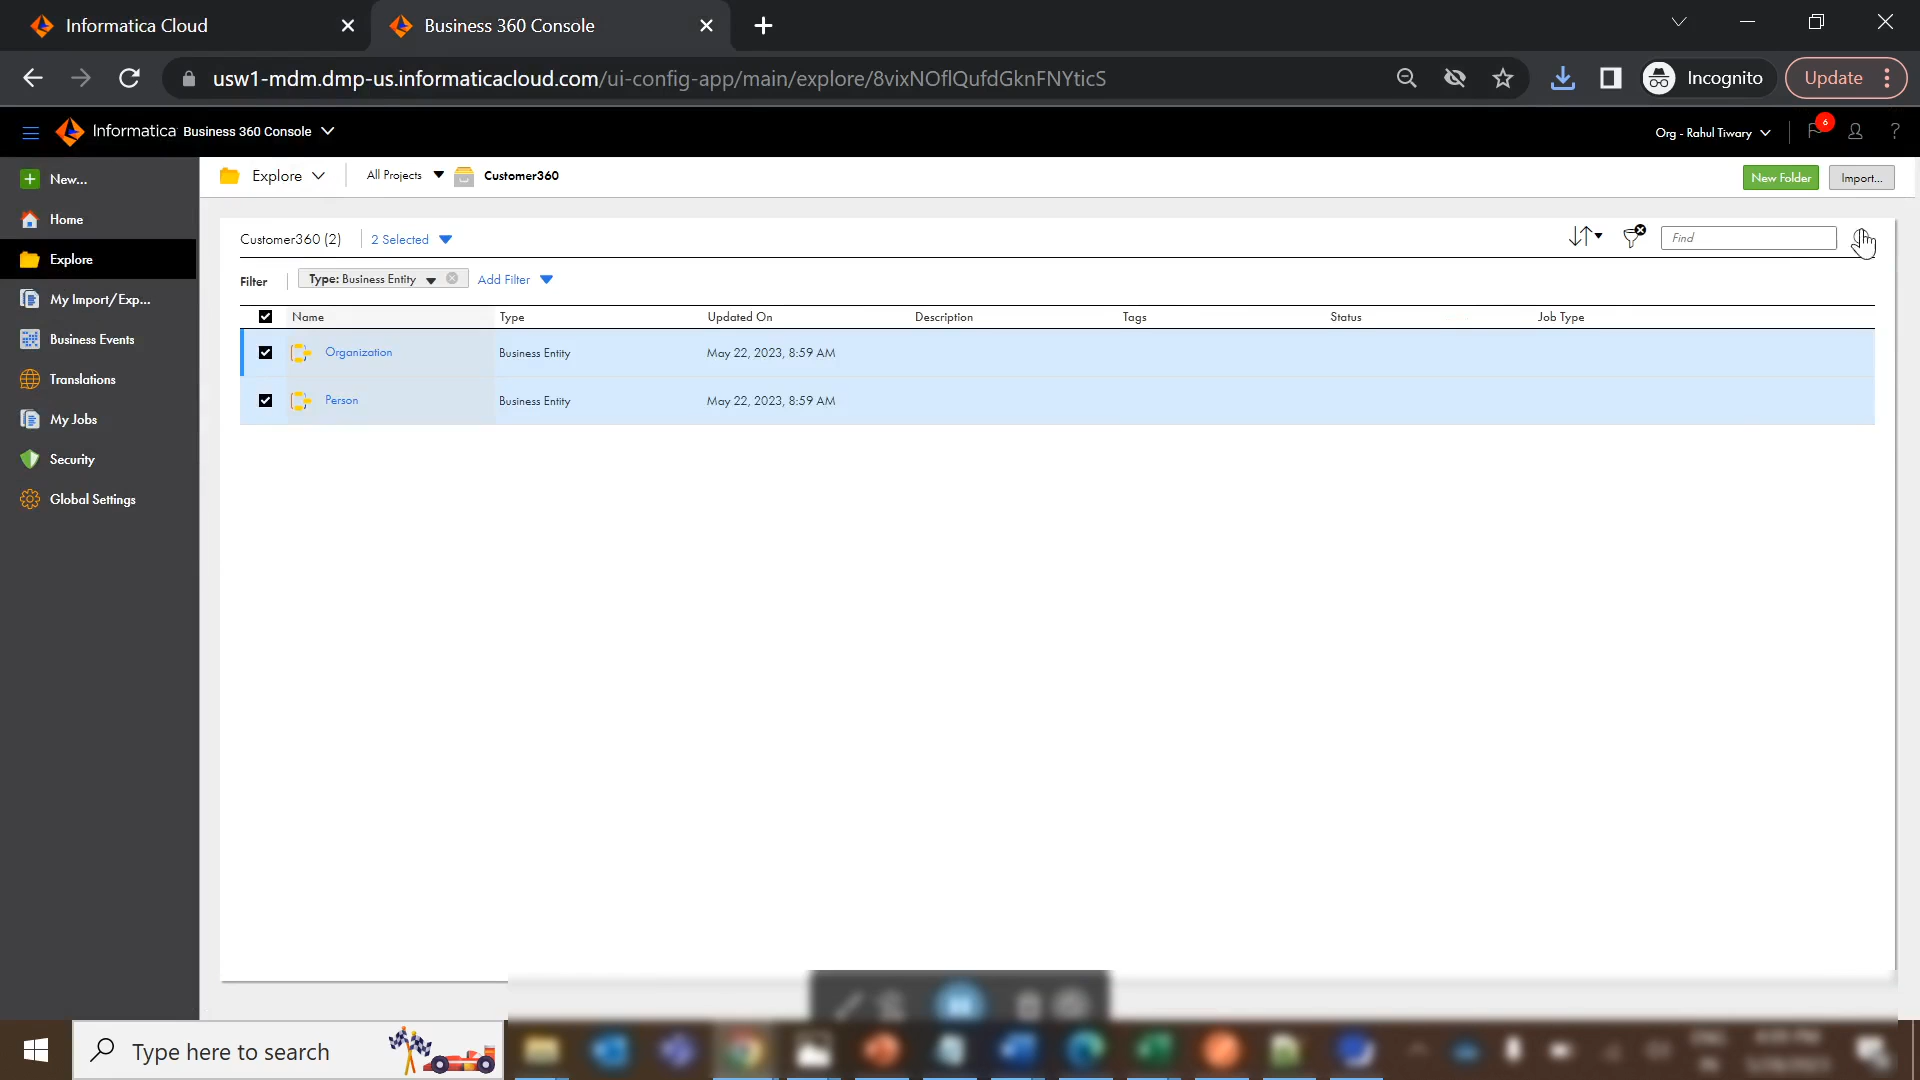 Informatica Cloud
Business 360 Console
usw1-mdm.dmp-us.informaticacloud.com/ui-config-app/main/explore/8vixNOflQufdGknFNYticS
Incognito
Update
Informatica Business 360 Console
Org - Rahul Tiwary
6
?
New...
Home
Explore
My Import/Exp...
Business Events
Translations
My Jobs
Security
Global Settings
Explore
All Projects
Customer360
New Folder
Import...
Customer360 (2)
2 Selected
Find
Filter
Type: Business Entity
Add Filter
Name Type Updated On Description Tags Status Job Type
Organization Business Entity May 22, 2023, 8:59 AM
Person Business Entity May 22, 2023, 8:59 AM
Type here to search